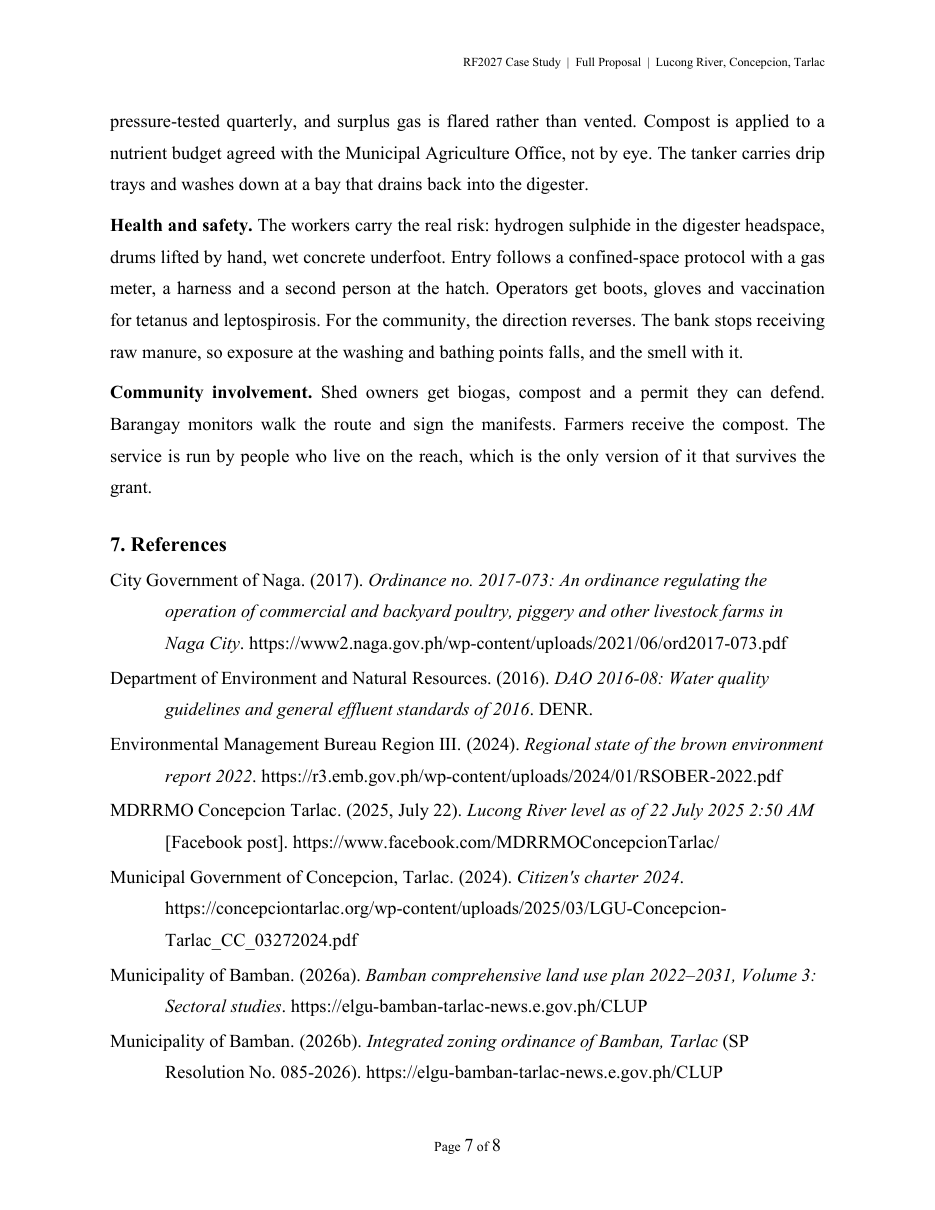 RF2027 Case Study | Full Proposal | Lucong River, Concepcion, Tarlac
pressure-tested quarterly, and surplus gas is flared rather than vented. Compost is applied to a
nutrient budget agreed with the Municipal Agriculture Office, not by eye. The tanker carries drip
trays and washes down at a bay that drains back into the digester.
Health and safety. The workers carry the real risk: hydrogen sulphide in the digester headspace,
drums lifted by hand, wet concrete underfoot. Entry follows a confined-space protocol with a gas
meter, a harness and a second person at the hatch. Operators get boots, gloves and vaccination
for tetanus and leptospirosis. For the community, the direction reverses. The bank stops receiving
raw manure, so exposure at the washing and bathing points falls, and the smell with it.
Community involvement. Shed owners get biogas, compost and a permit they can defend.
Barangay monitors walk the route and sign the manifests. Farmers receive the compost. The
service is run by people who live on the reach, which is the only version of it that survives the
grant.
7. References
City Government of Naga. (2017). Ordinance no. 2017-073: An ordinance regulating the
operation of commercial and backyard poultry, piggery and other livestock farms in
Naga City. https://www2.naga.gov.ph/wp-content/uploads/2021/06/ord2017-073.pdf
Department of Environment and Natural Resources. (2016). DAO 2016-08: Water quality
guidelines and general effluent standards of 2016. DENR.
Environmental Management Bureau Region III. (2024). Regional state of the brown environment
report 2022. https://r3.emb.gov.ph/wp-content/uploads/2024/01/RSOBER-2022.pdf
MDRRMO Concepcion Tarlac. (2025, July 22). Lucong River level as of 22 July 2025 2:50 AM
[Facebook post]. https://www.facebook.com/MDRRMOConcepcionTarlac/
Municipal Government of Concepcion, Tarlac. (2024). Citizen's charter 2024.
https://concepciontarlac.org/wp-content/uploads/2025/03/LGU-Concepcion-
Tarlac_CC_03272024.pdf
Municipality of Bamban. (2026a). Bamban comprehensive land use plan 2022–2031, Volume 3:
Sectoral studies. https://elgu-bamban-tarlac-news.e.gov.ph/CLUP
Municipality of Bamban. (2026b). Integrated zoning ordinance of Bamban, Tarlac (SP
Resolution No. 085-2026). https://elgu-bamban-tarlac-news.e.gov.ph/CLUP
Page 7 of 8